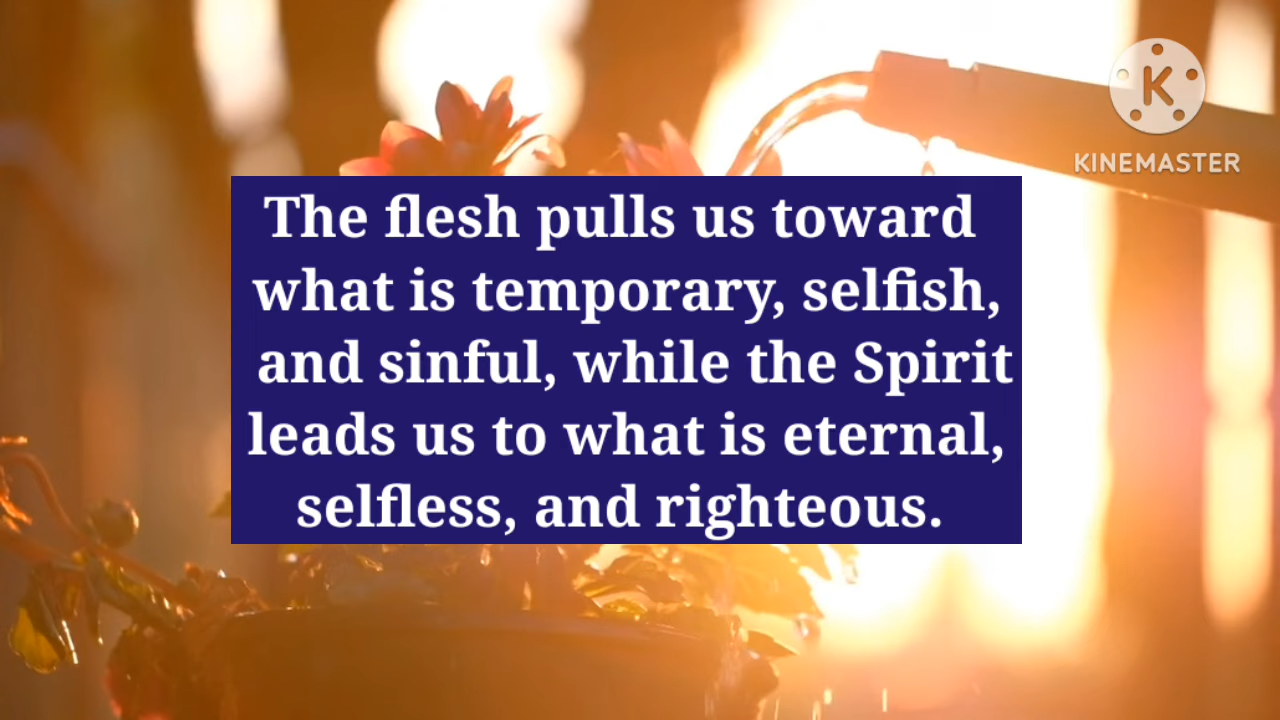 K
KINEMASTER
The flesh pulls us toward
what is temporary, selfish,
and sinful, while the Spirit
leads us to what is eternal,
selfless, and righteous.